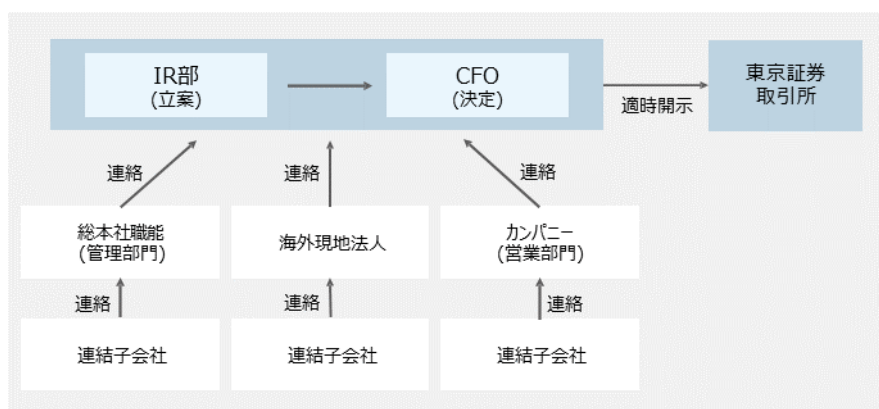 IR部
(立案)
CFO
(決定)
適時開示
東京証券
取引所
連絡
連絡
連絡
総本社職能
(管理部門)
海外現地法人
カンパニー
(営業部門)
連絡
連絡
連絡
連結子会社
連結子会社
連結子会社